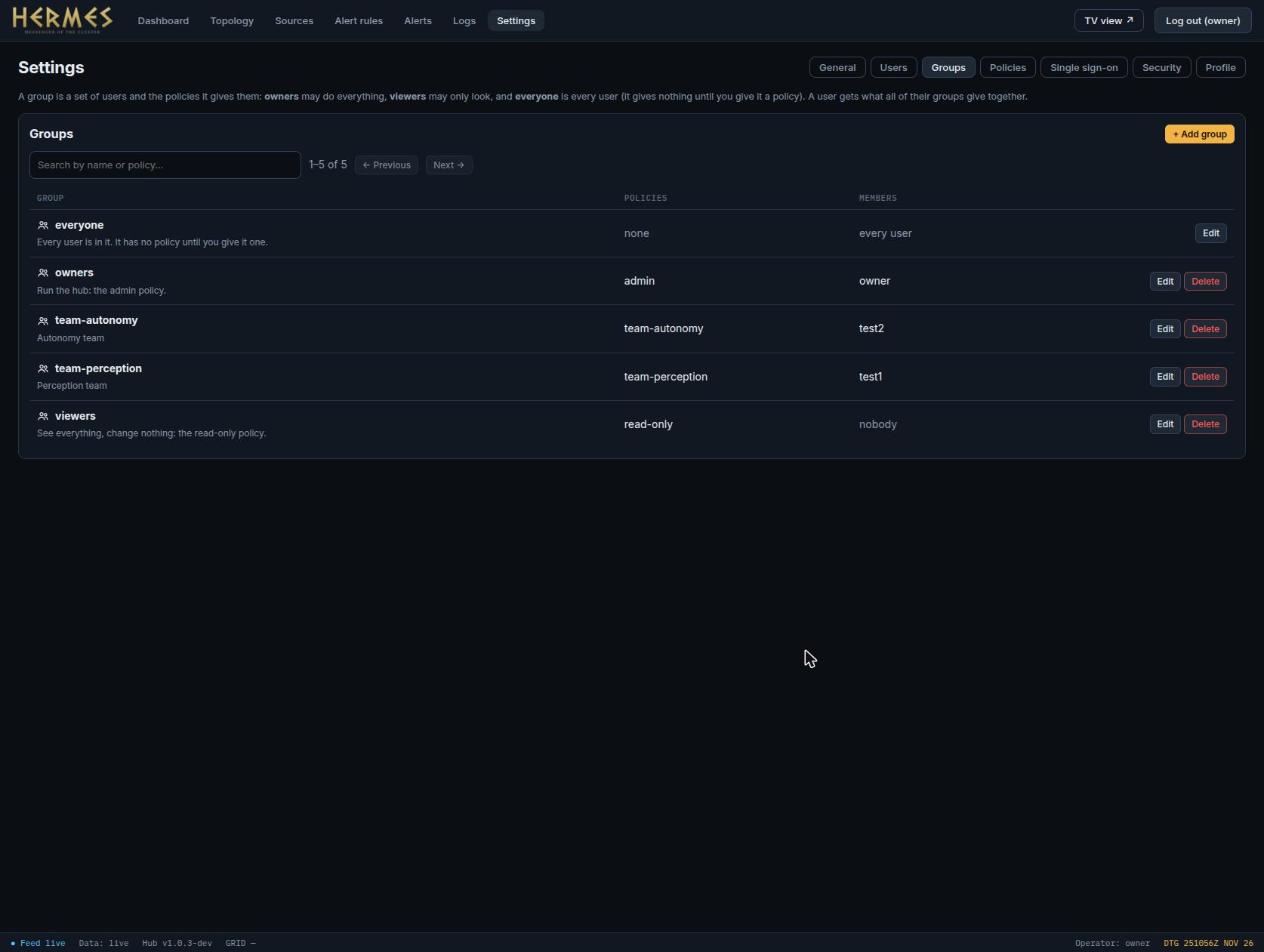 HERMES
MESSENGER OF THE CLUSTER
Dashboard Topology Sources Alert rules Alerts Logs Settings TV view ↗ Log out (owner)
Settings
General Users Groups Policies Single sign-on Security Profile
A group is a set of users and the policies it gives them: owners may do everything, viewers may only look, and everyone is every user (it gives nothing until you give it a policy). A user gets what all of their groups give together.
Groups
+ Add group
Search by name or policy... 1–5 of 5 ← Previous Next →
GROUP POLICIES MEMBERS
everyone
Every user is in it. It has no policy until you give it one.
none every user Edit
owners
Run the hub: the admin policy.
admin owner Edit Delete
team-autonomy
Autonomy team
team-autonomy test2 Edit Delete
team-perception
Perception team
team-perception test1 Edit Delete
viewers
See everything, change nothing: the read-only policy.
read-only nobody Edit Delete
Feed live Data: live Hub v1.0.3-dev GRID — Operator: owner DTG 251056Z NOV 26